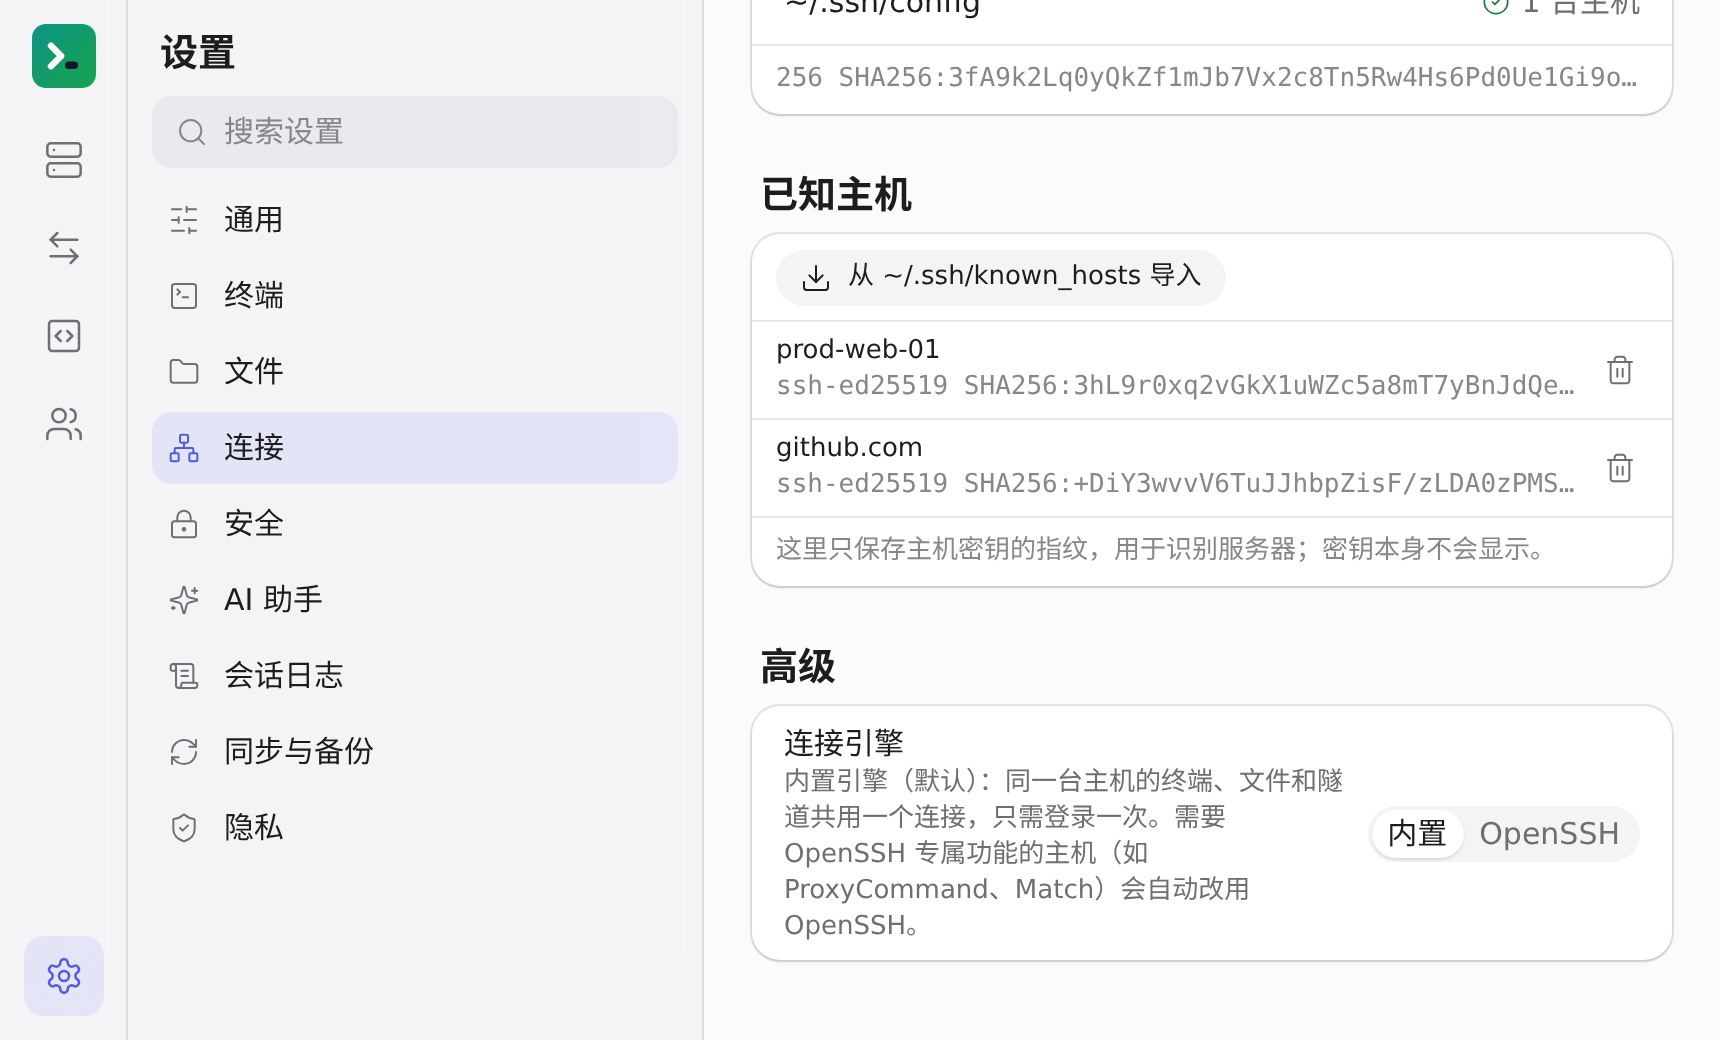 设置
搜索设置
通用
终端
文件
连接
安全
AI 助手
会话日志
同步与备份
隐私
~/.ssh/config
1 台主机
256 SHA256:3fA9k2Lq0yQkZf1mJb7Vx2c8Tn5Rw4Hs6Pd0Ue1Gi9o…
已知主机
从 ~/.ssh/known_hosts 导入
prod-web-01
ssh-ed25519 SHA256:3hL9r0xq2vGkX1uWZc5a8mT7yBnJdQe…
github.com
ssh-ed25519 SHA256:+DiY3wvvV6TuJJhbpZisF/zLDA0zPMS…
这里只保存主机密钥的指纹，用于识别服务器；密钥本身不会显示。
高级
连接引擎
内置引擎（默认）：同一台主机的终端、文件和隧
道共用一个连接，只需登录一次。需要
OpenSSH 专属功能的主机（如
ProxyCommand、Match）会自动改用
OpenSSH。
内置
OpenSSH